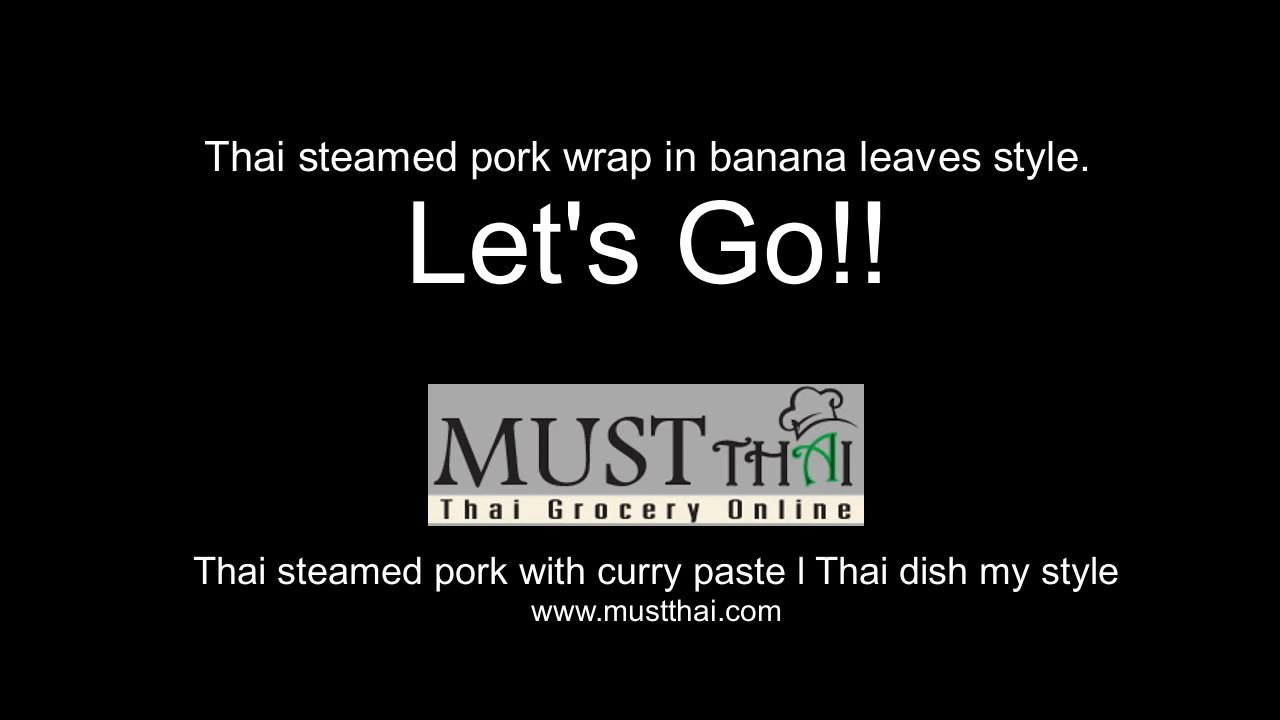 Thai steamed pork wrap in banana leaves style.
Let's Go!!
MUST THAI
Thai Grocery Online
Thai steamed pork with curry paste l Thai dish my style
www.mustthai.com